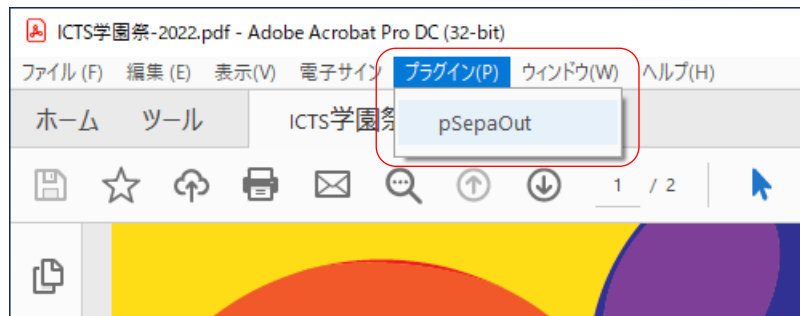 ICTS学園祭-2022.pdf - Adobe Acrobat Pro DC (32-bit)
ファイル (F) 編集 (E) 表示(V) 電子サイン プラグイン(P) ウィンドウ(W) ヘルプ(H)
ホーム ツール ICTS学園祭
pSepaOut
1 / 2